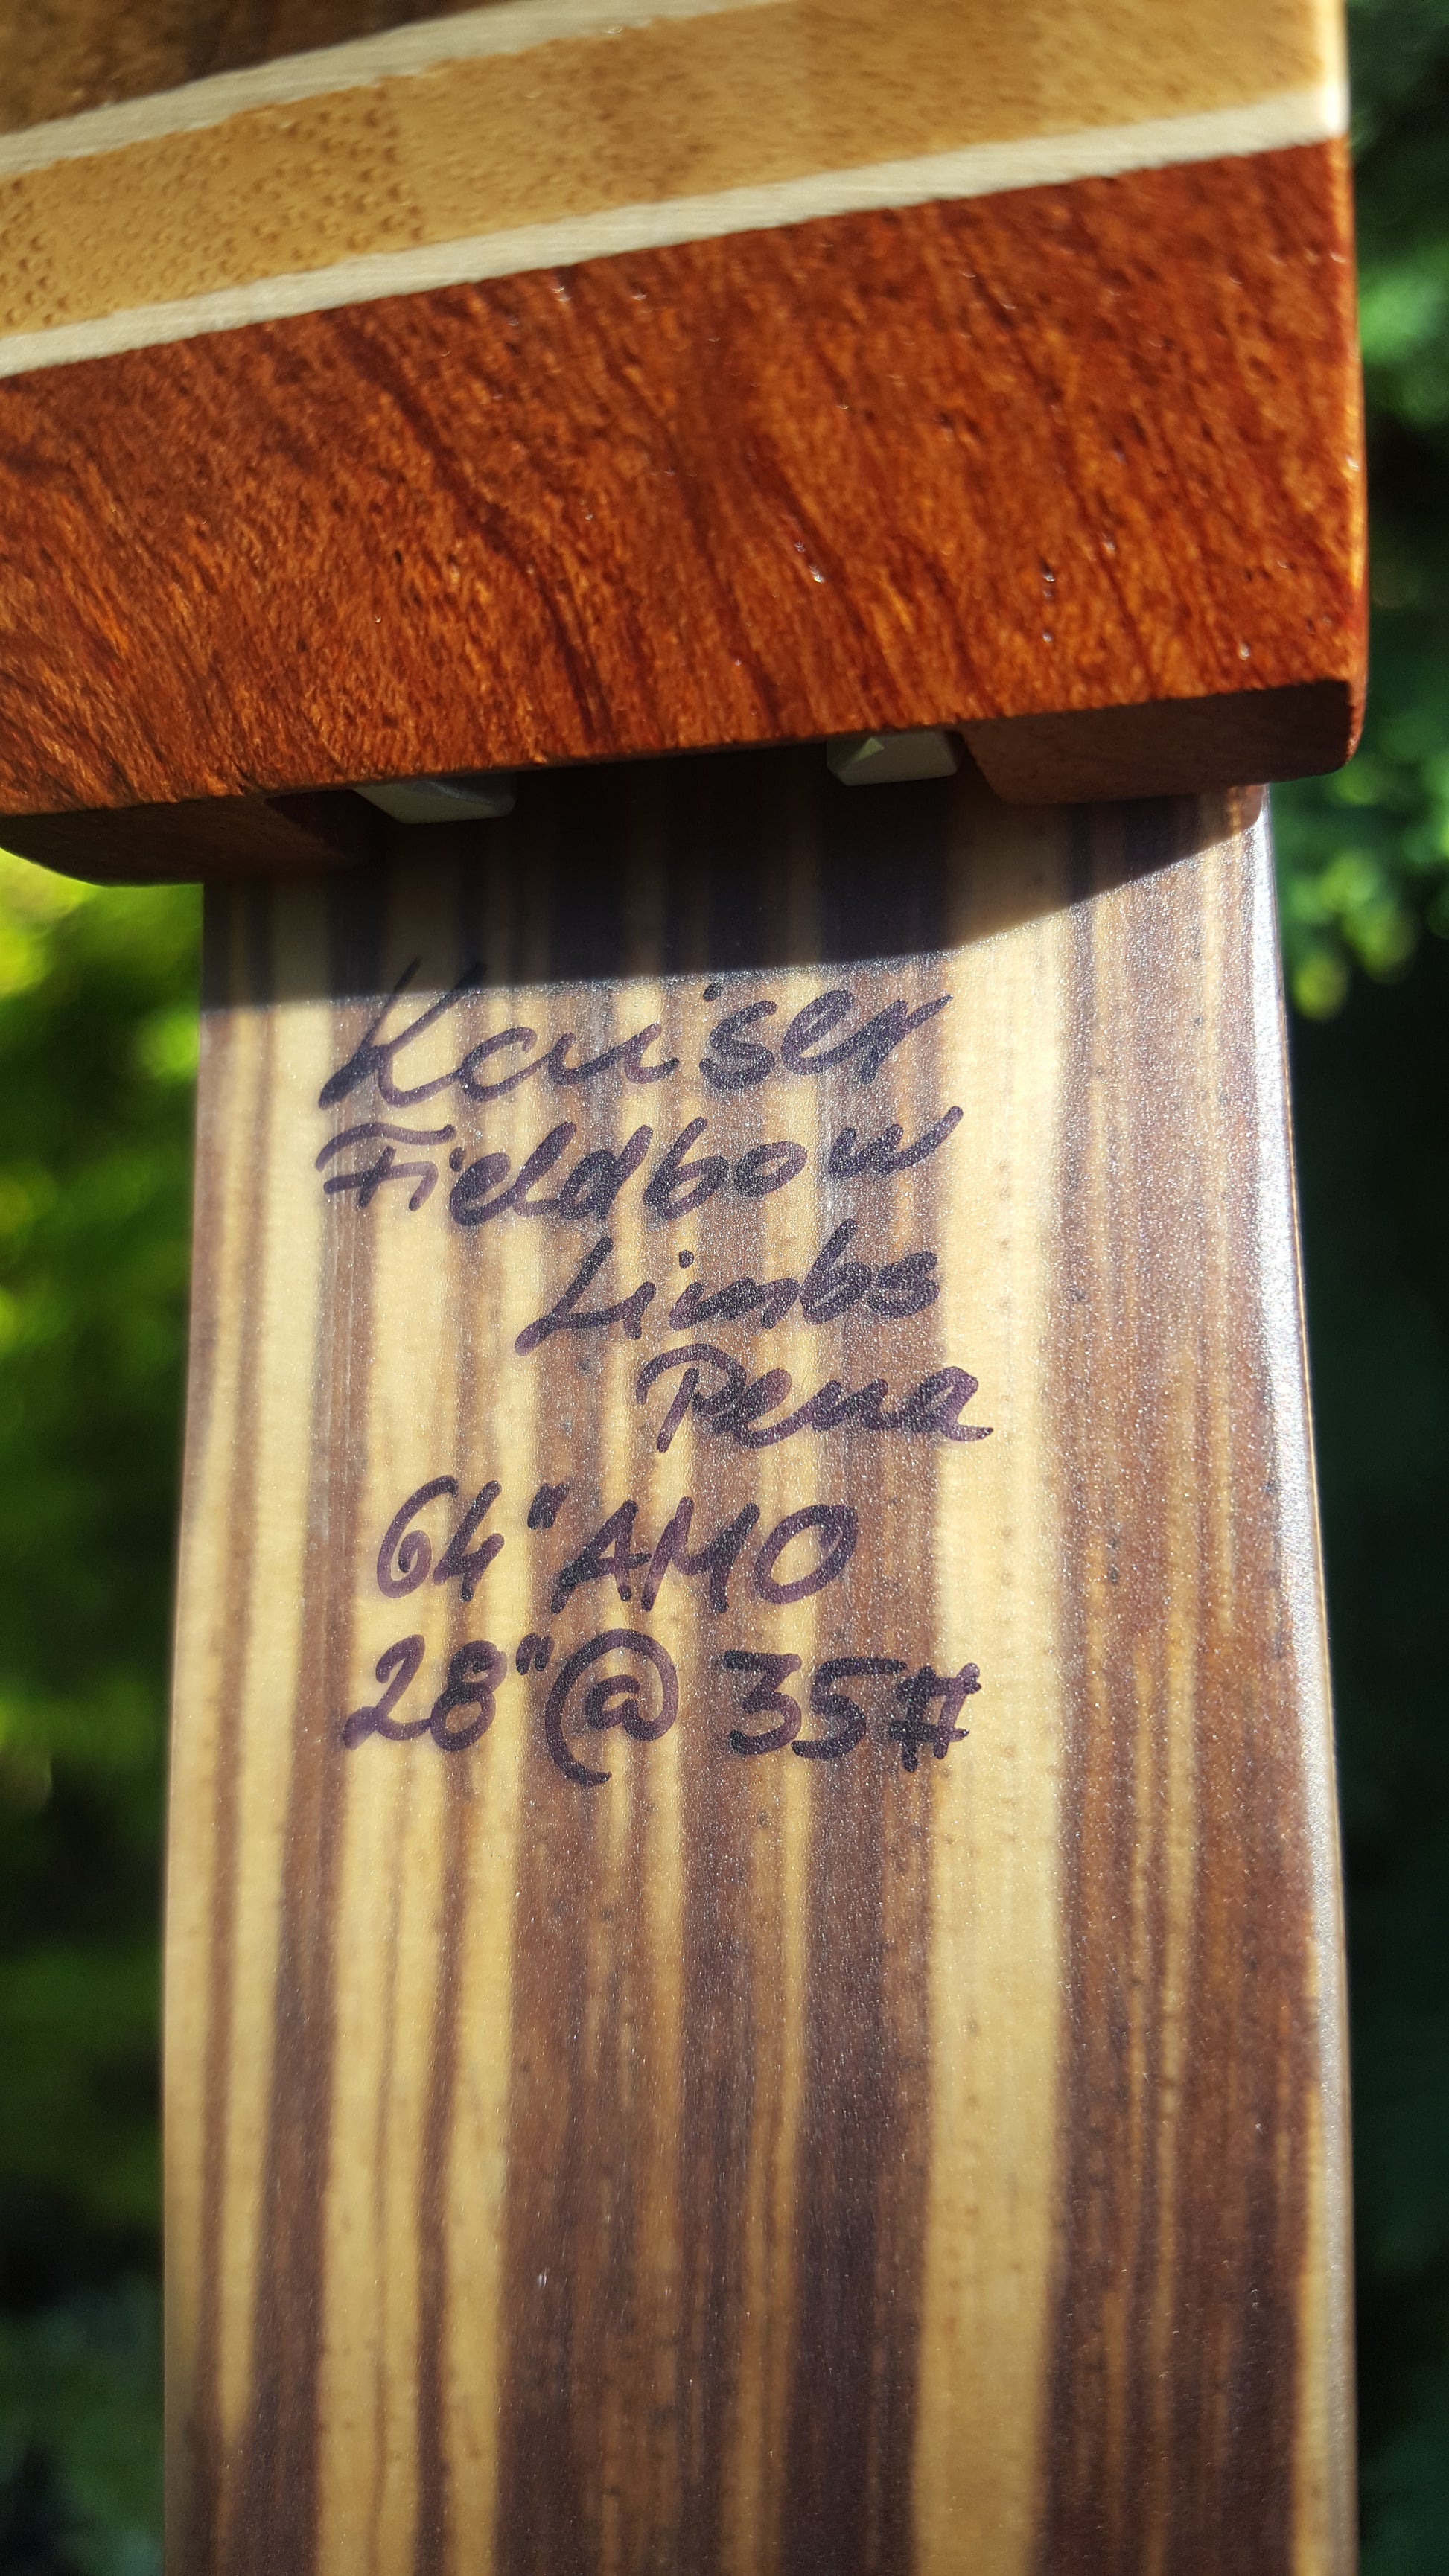 Kaiser
Fieldbow
Limbs
Pena
64" AMO
28" @ 35#